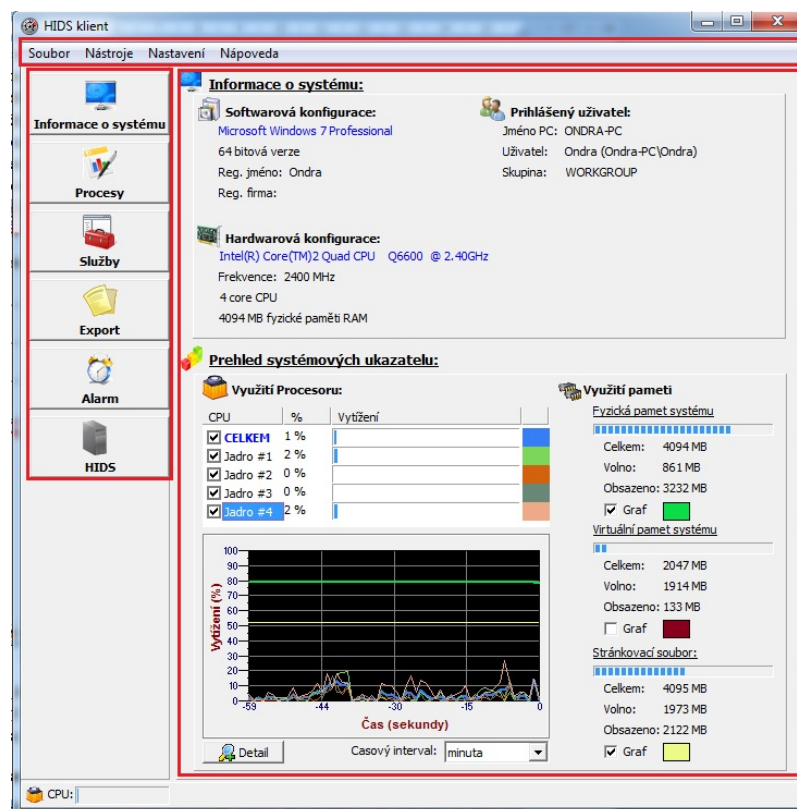 HIDS klient
Soubor Nástroje Nastavení Nápoveda
Informace o systému
Procesy
Služby
Export
Alarm
HIDS
Informace o systému:
Softwarová konfigurace:
Microsoft Windows 7 Professional
64 bitová verze
Reg. jméno: Ondra
Reg. firma:
Prihlášený uživatel:
Jméno PC: ONDRA-PC
Uživatel: Ondra (Ondra-PC\Ondra)
Skupina: WORKGROUP
Hardwarová konfigurace:
Intel(R) Core(TM)2 Quad CPU Q6600 @ 2.40GHz
Frekvence: 2400 MHz
4 core CPU
4094 MB fyzické paměti RAM
Prehled systémových ukazatelu:
Využití Procesoru:
CPU % Vytížení
CELKEM 1 %
Jadro #1 2 %
Jadro #2 0 %
Jadro #3 0 %
Jadro #4 2 %
Vytížení (%)
100
90
80
70
60
50
40
30
20
10
0
-59 -44 -30 -15 0
Čas (sekundy)
Detail
Casový interval: minuta
Využití pameti
Fyzická pamet systému
Celkem: 4094 MB
Volno: 861 MB
Obsazeno: 3232 MB
Graf
Virtuální pamet systému
Celkem: 2047 MB
Volno: 1914 MB
Obsazeno: 133 MB
Graf
Stránkovací soubor:
Celkem: 4095 MB
Volno: 1973 MB
Obsazeno: 2122 MB
Graf
CPU: